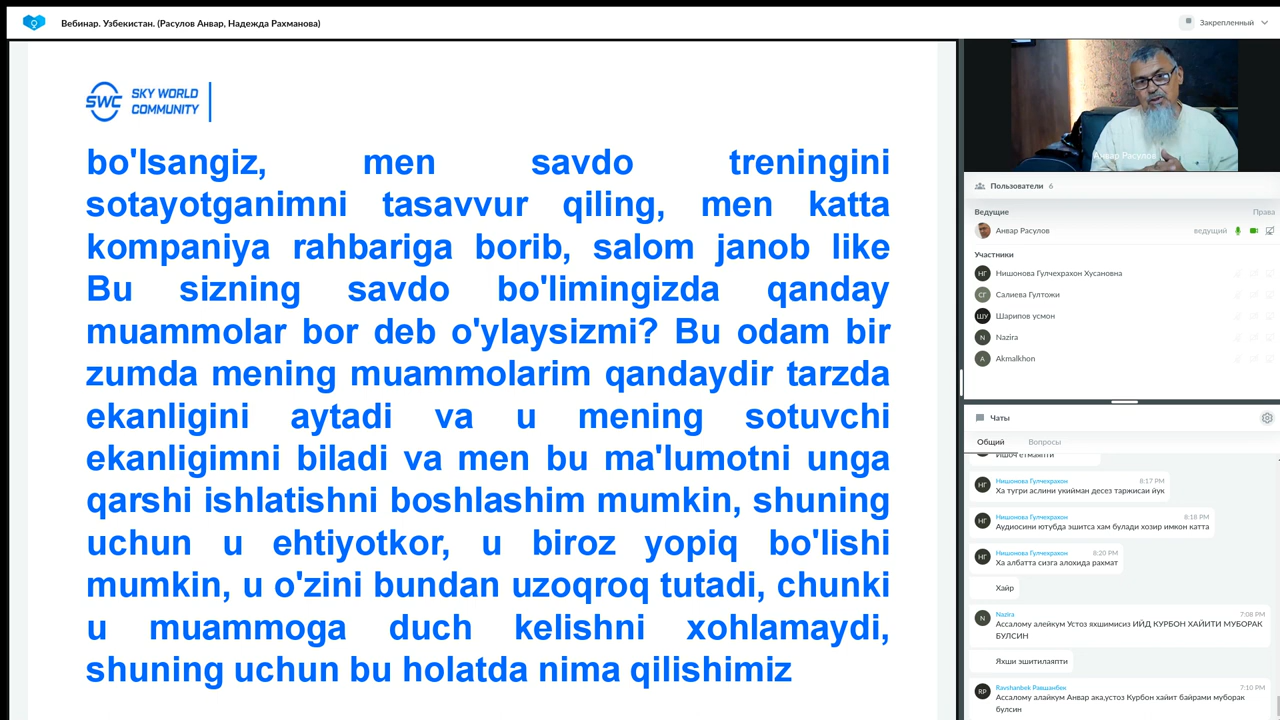 Вебинар. Узбекистан. (Расулов Анвар, Надежда Рахманова)
Закрепленный
SWC SKY WORLD
COMMUNITY
bo'lsangiz, men savdo treningini
sotayotganimni tasavvur qiling, men katta
kompaniya rahbariga borib, salom janob like
Bu sizning savdo bo'limingizda qanday
muammolar bor deb o'ylaysizmi? Bu odam bir
zumda mening muammolarim qandaydir tarzda
ekanligini aytadi va u mening sotuvchi
ekanligimni biladi va men bu ma'lumotni unga
qarshi ishlatishni boshlashim mumkin, shuning
uchun u ehtiyotkor, u biroz yopiq bo'lishi
mumkin, u o'zini bundan uzoqroq tutadi, chunki
u muammoga duch kelishni xohlamaydi,
shuning uchun bu holatda nima qilishimiz
Анвар Расулов
Пользователи 6
Ведущие Права
Анвар Расулов ведущий
Участники
НГ Нишонова Гулчехрахон Хусановна
СГ Салиева Гултожи
ШУ Шарипов усмон
N Nazira
A Akmalkhon
Чаты
Общий Вопросы
НГ Нишонова Гулчехрахон 8:17 PM
Ха тугри аслини укийман десез таржисаи йук
НГ Нишонова Гулчехрахон 8:18 PM
Аудиосини ютубда эшитса хам булади хозир имкон катта
НГ Нишонова Гулчехрахон 8:20 PM
Ха албатта сизга алохида рахмат
Хайр
N Nazira 7:08 PM
Ассалому алейкум Устоз яхшимисиз ИЙД КУРБОН ХАЙИТИ МУБОРАК
БУЛСИН
Яхши эшитилаяпти
RP Ravshanbek Равшанбек 7:10 PM
Ассалому алайкум Анвар ака,устоз Курбон хайит байрами муборак
булсин